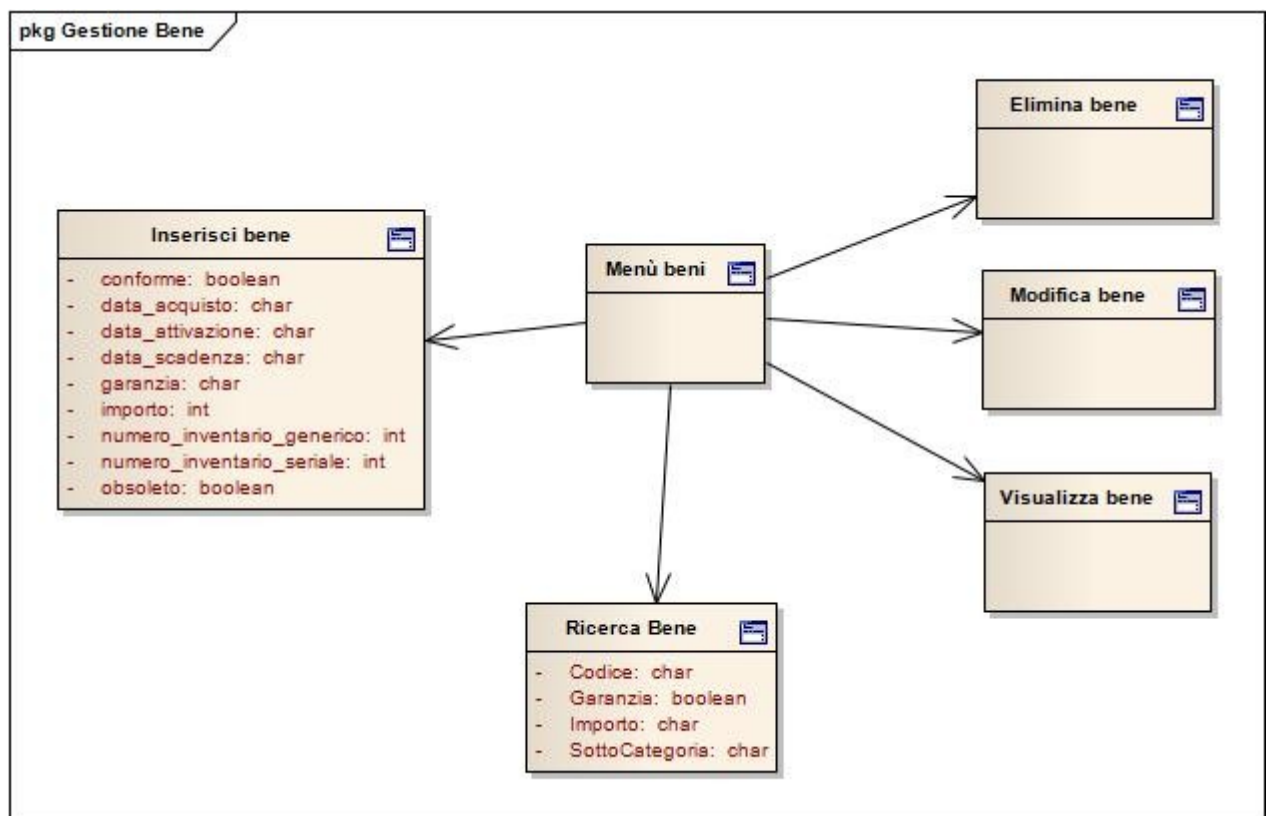 pkg Gestione Bene
Elimina bene
Inserisci bene
- conforme: boolean
- data_acquisto: char
- data_attivazione: char
- data_scadenza: char
- garanzia: char
- importo: int
- numero_inventario_generico: int
- numero_inventario_seriale: int
- obsoleto: boolean
Menù beni
Modifica bene
Visualizza bene
Ricerca Bene
- Codice: char
- Garanzia: boolean
- Importo: char
- SottoCategoria: char